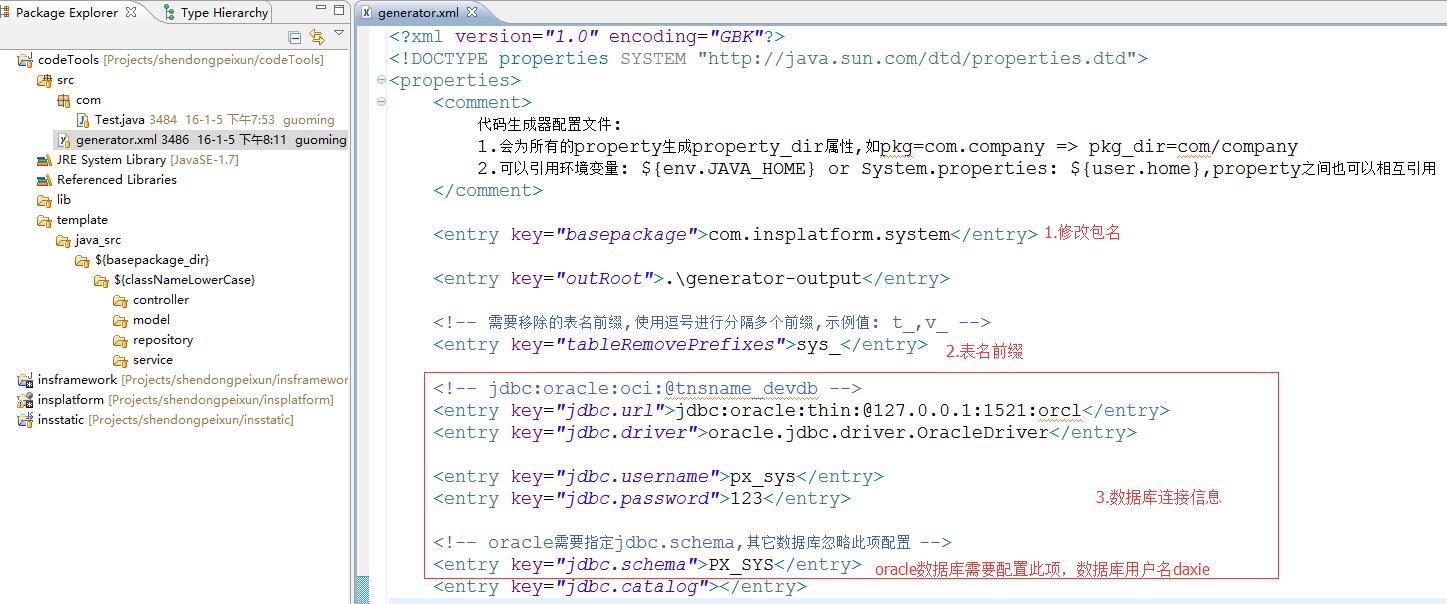 Package Explorer
Type Hierarchy
codeTools [Projects/shendongpeixun/codeTools]
src
com
Test.java 3484 16-1-5 下午7:53 guoming
generator.xml 3486 16-1-5 下午8:11 guoming
JRE System Library [JavaSE-1.7]
Referenced Libraries
lib
template
java_src
${basepackage_dir}
${classNameLowerCase}
controller
model
repository
service
insframework [Projects/shendongpeixun/insframewor
insplatform [Projects/shendongpeixun/insplatform]
insstatic [Projects/shendongpeixun/insstatic]
generator.xml
<?xml version="1.0" encoding="GBK"?>
<!DOCTYPE properties SYSTEM "http://java.sun.com/dtd/properties.dtd">
<properties>
<comment>
代码生成器配置文件:
1.会为所有的property生成property_dir属性,如pkg=com.company => pkg_dir=com/company
2.可以引用环境变量: ${env.JAVA_HOME} or System.properties: ${user.home},property之间也可以相互引用
</comment>
<entry key="basepackage">com.insplatform.system</entry> 1.修改包名
<entry key="outRoot">.\generator-output</entry>
<!-- 需要移除的表名前缀,使用逗号进行分隔多个前缀,示例值: t_,v_ -->
<entry key="tableRemovePrefixes">sys_</entry> 2.表名前缀
<!-- jdbc:oracle:oci:@tnsname_devdb -->
<entry key="jdbc.url">jdbc:oracle:thin:@127.0.0.1:1521:orcl</entry>
<entry key="jdbc.driver">oracle.jdbc.driver.OracleDriver</entry>
<entry key="jdbc.username">px_sys</entry>
<entry key="jdbc.password">123</entry> 3.数据库连接信息
<!-- oracle需要指定jdbc.schema,其它数据库忽略此项配置 -->
<entry key="jdbc.schema">PX_SYS</entry> oracle数据库需要配置此项，数据库用户名daxie
<entry key="jdbc.catalog"></entry>